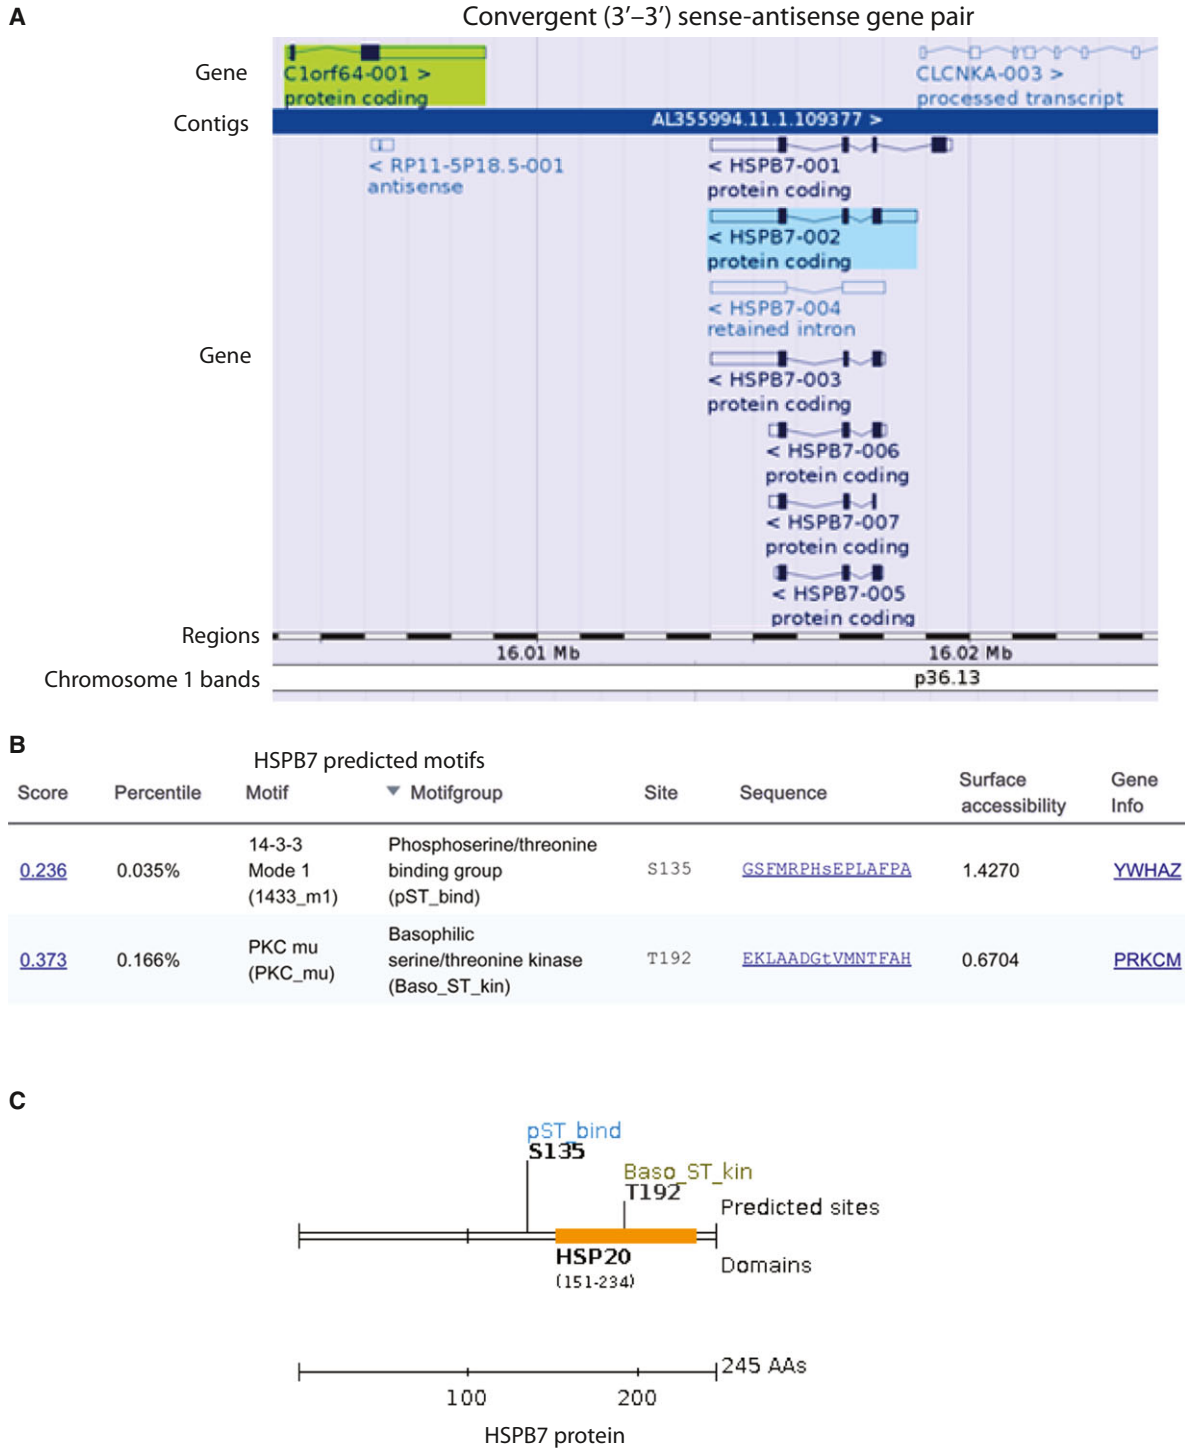 A
Convergent (3’–3’) sense-antisense gene pair
Gene
C1orf64-001 >
protein coding
CLCNKA-003 >
processed transcript
Contigs
AL355994.11.1.109377 >
< RP11-5P18.5-001
antisense
< HSPB7-001
protein coding
< HSPB7-002
protein coding
< HSPB7-004
retained intron
Gene
< HSPB7-003
protein coding
< HSPB7-006
protein coding
< HSPB7-007
protein coding
< HSPB7-005
protein coding
Regions
16.01 Mb
16.02 Mb
Chromosome 1 bands
p36.13
B
HSPB7 predicted motifs
Score Percentile Motif Motifgroup Site Sequence Surface accessibility Gene Info
0.236 0.035% 14-3-3 Mode 1 (1433_m1) Phosphoserine/threonine binding group (pST_bind) S135 GSFMRPHsEPLAFPA 1.4270 YWHAZ
0.373 0.166% PKC mu (PKC_mu) Basophilic serine/threonine kinase (Baso_ST_kin) T192 EKLAADGtVMNTFAH 0.6704 PRKCM
C
pST_bind
S135
Baso_ST_kin
T192
Predicted sites
HSP20
(151-234)
Domains
245 AAs
100 200
HSPB7 protein